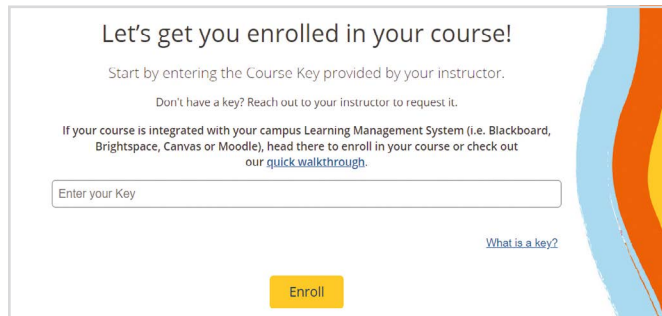 Let's get you enrolled in your course!
Start by entering the Course Key provided by your instructor.
Don't have a key? Reach out to your instructor to request it.
If your course is integrated with your campus Learning Management System (i.e. Blackboard,
Brightspace, Canvas or Moodle), head there to enroll in your course or check out
our quick walkthrough.
Enter your Key
What is a key?
Enroll